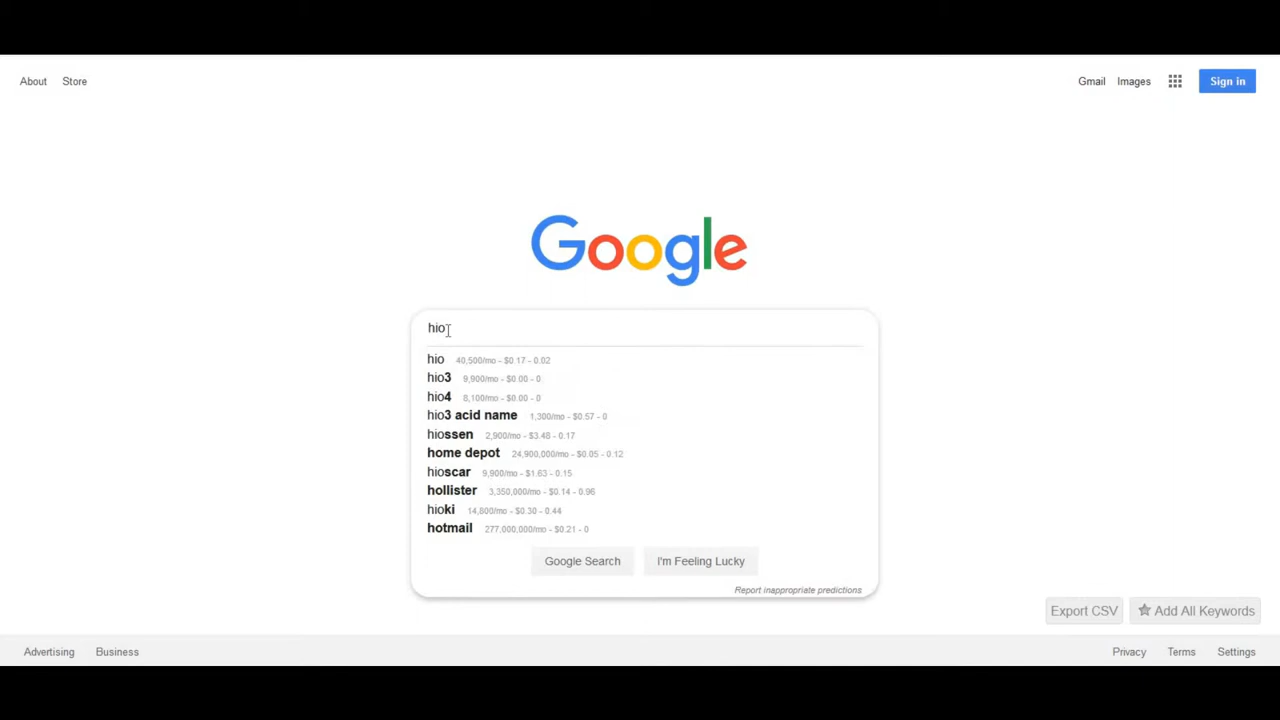 About Store Gmail Images Sign in
Google
hio
hio 40,500/mo - $0.17 - 0.02
hio3 9,900/mo - $0.00 - 0
hio4 8,100/mo - $0.00 - 0
hio3 acid name 1,300/mo - $0.57 - 0
hiossen 2,900/mo - $3.48 - 0.17
home depot 24,900,000/mo - $0.05 - 0.12
hioscar 9,900/mo - $1.63 - 0.15
hollister 3,350,000/mo - $0.14 - 0.96
hioki 14,800/mo - $0.30 - 0.44
hotmail 277,000,000/mo - $0.21 - 0
Google Search I'm Feeling Lucky
Report inappropriate predictions
Export CSV Add All Keywords
Advertising Business Privacy Terms Settings